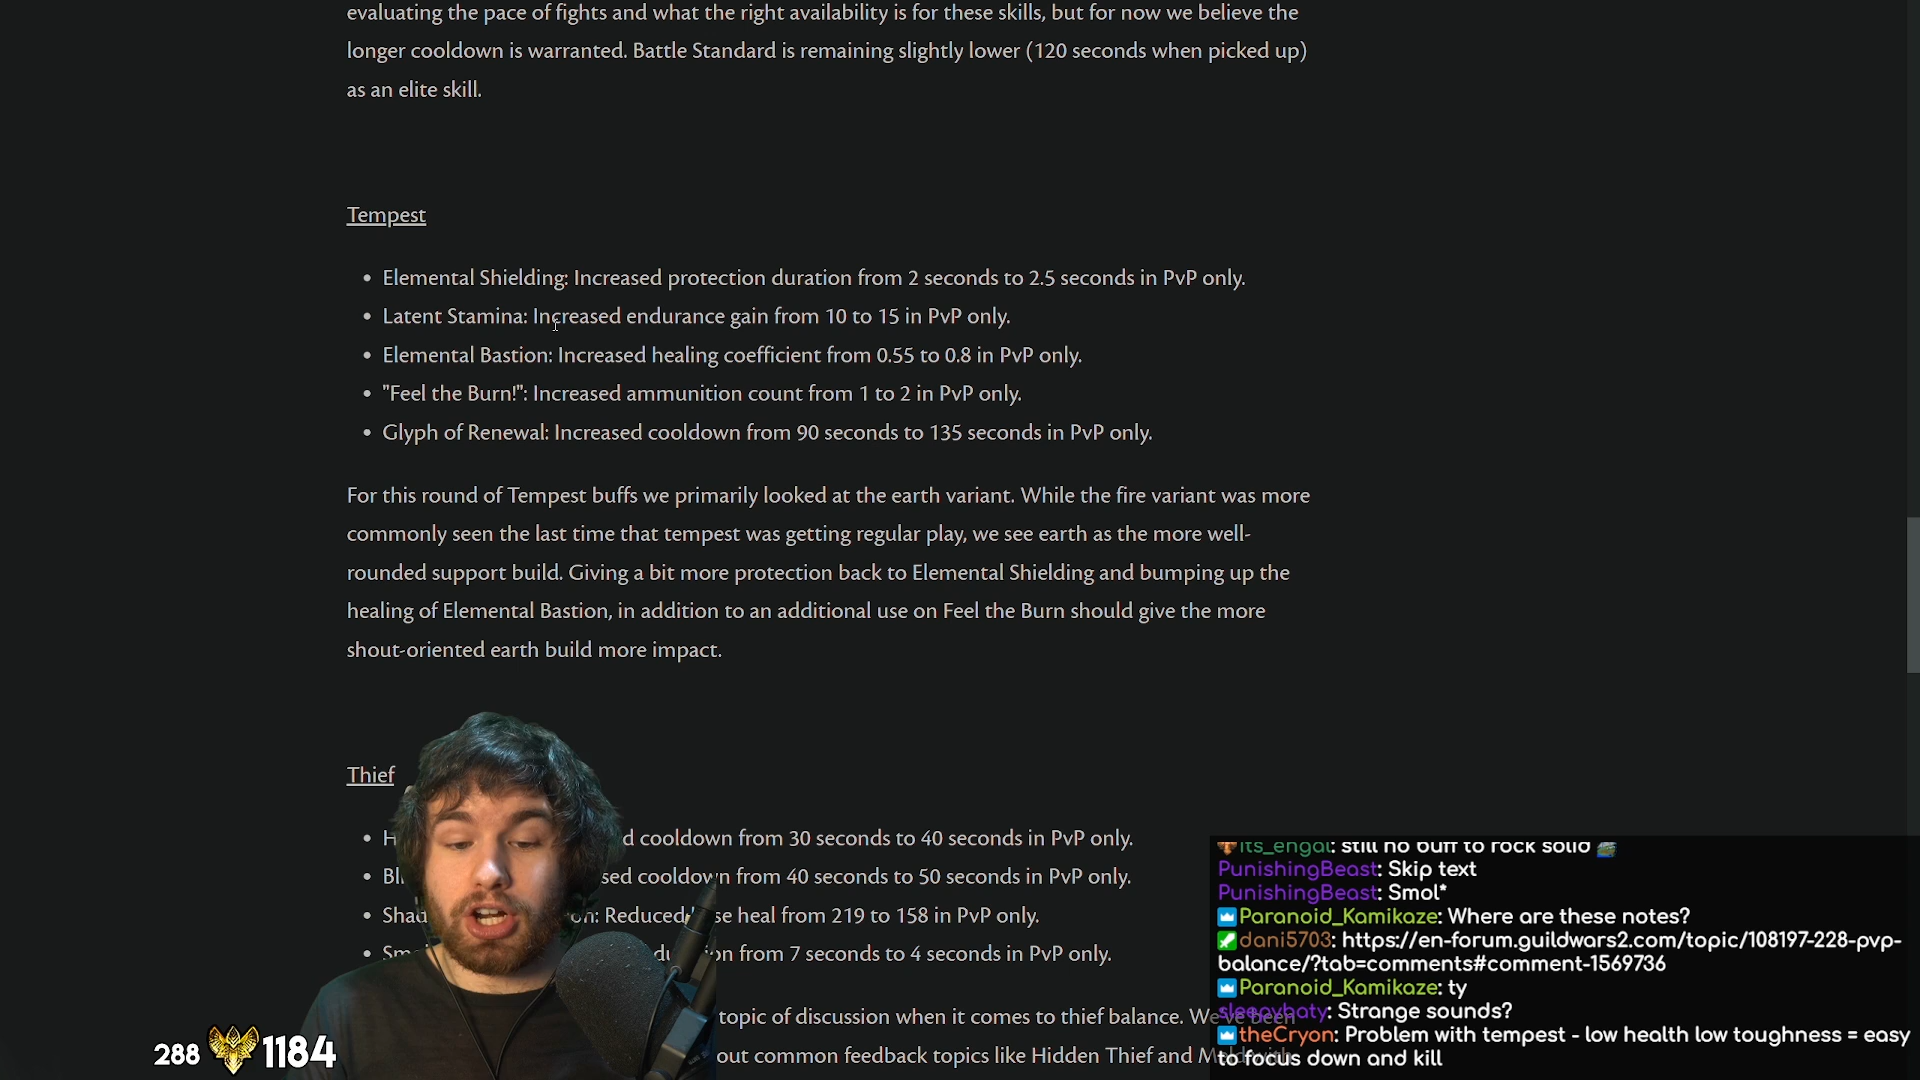 evaluating the pace of fights and what the right availability is for these skills, but for now we believe the
longer cooldown is warranted. Battle Standard is remaining slightly lower (120 seconds when picked up)
as an elite skill.
Tempest
• Elemental Shielding: Increased protection duration from 2 seconds to 2.5 seconds in PvP only.
• Latent Stamina: Increased endurance gain from 10 to 15 in PvP only.
• Elemental Bastion: Increased healing coefficient from 0.55 to 0.8 in PvP only.
• "Feel the Burn!": Increased ammunition count from 1 to 2 in PvP only.
• Glyph of Renewal: Increased cooldown from 90 seconds to 135 seconds in PvP only.
For this round of Tempest buffs we primarily looked at the earth variant. While the fire variant was more
commonly seen the last time that tempest was getting regular play, we see earth as the more well-
rounded support build. Giving a bit more protection back to Elemental Shielding and bumping up the
healing of Elemental Bastion, in addition to an additional use on Feel the Burn should give the more
shout-oriented earth build more impact.
Thief
• cooldown from 30 seconds to 40 seconds in PvP only.
• cooldown from 40 seconds to 50 seconds in PvP only.
• Reduced heal from 219 to 158 in PvP only.
• from 7 seconds to 4 seconds in PvP only.
topic of discussion when it comes to thief balance. We've been
out common feedback topics like Hidden Thief and
its_engal: still no buff to rock solid
PunishingBeast: Skip text
PunishingBeast: Smol*
Paranoid_Kamikaze: Where are these notes?
dani5703: https://en-forum.guildwars2.com/topic/108197-228-pvp-
balance/?tab=comments#comment-1569736
Paranoid_Kamikaze: ty
Strange sounds?
theCryon: Problem with tempest - low health low toughness = easy
to focus down and kill
288 1184